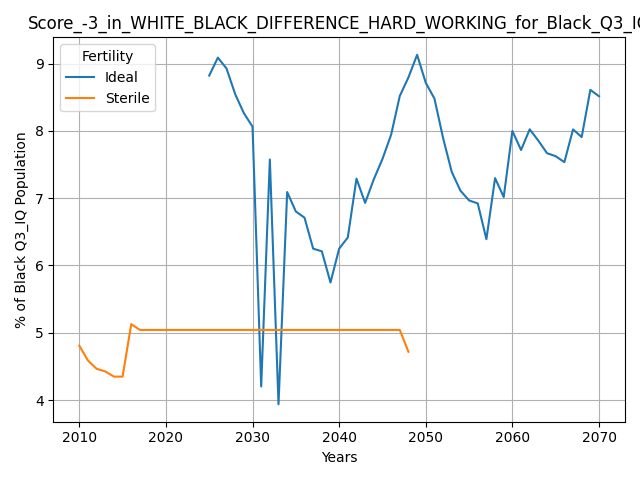 Score_-3_in_WHITE_BLACK_DIFFERENCE_HARD_WORKING_for_Black_Q3_IQ
Fertility
Ideal
Sterile
9
8
7
6
5
4
% of Black Q3_IQ Population
2010 2020 2030 2040 2050 2060 2070
Years